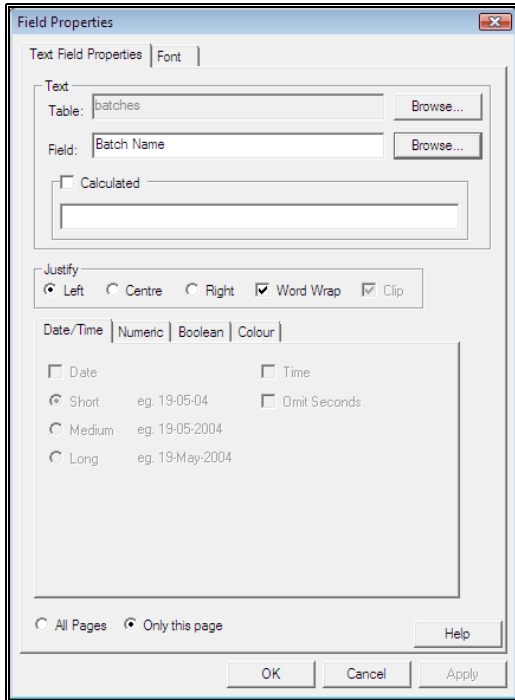 Field Properties
Text Field Properties Font
Text
Table: batches Browse...
Field: Batch Name Browse...
Calculated
Justify
Left Centre Right Word Wrap Clip
Date/Time Numeric Boolean Colour
Date Time
Short eg. 19-05-04 Omit Seconds
Medium eg. 19-05-2004
Long eg. 19-May-2004
All Pages Only this page
Help
OK Cancel Apply